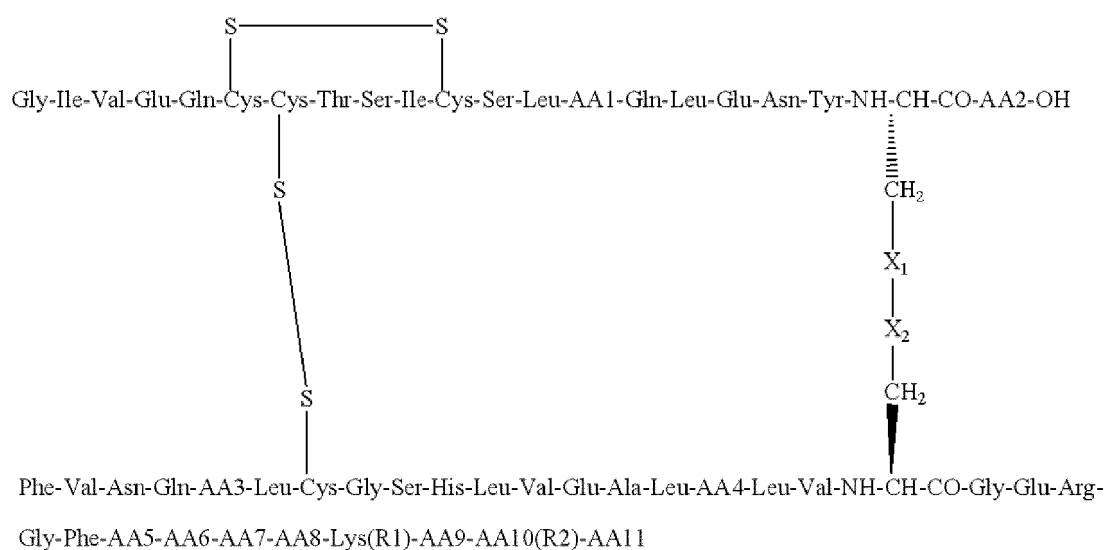 S S
Gly-Ile-Val-Glu-Gln-Cys-Cys-Thr-Ser-Ile-Cys-Ser-Leu-AA1-Gln-Leu-Glu-Asn-Tyr-NH-CH-CO-AA2-OH
S CH₂
X₁
X₂
S CH₂
Phe-Val-Asn-Gln-AA3-Leu-Cys-Gly-Ser-His-Leu-Val-Glu-Ala-Leu-AA4-Leu-Val-NH-CH-CO-Gly-Glu-Arg-
Gly-Phe-AA5-AA6-AA7-AA8-Lys(R1)-AA9-AA10(R2)-AA11